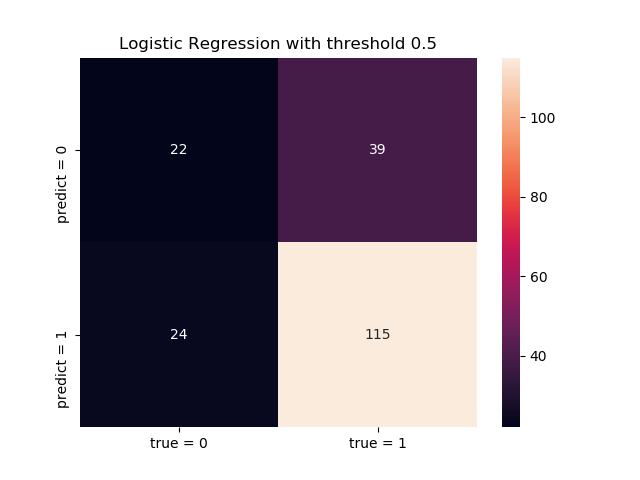 Logistic Regression with threshold 0.5
predict = 0
22
39
predict = 1
24
115
true = 0
true = 1
100
80
60
40